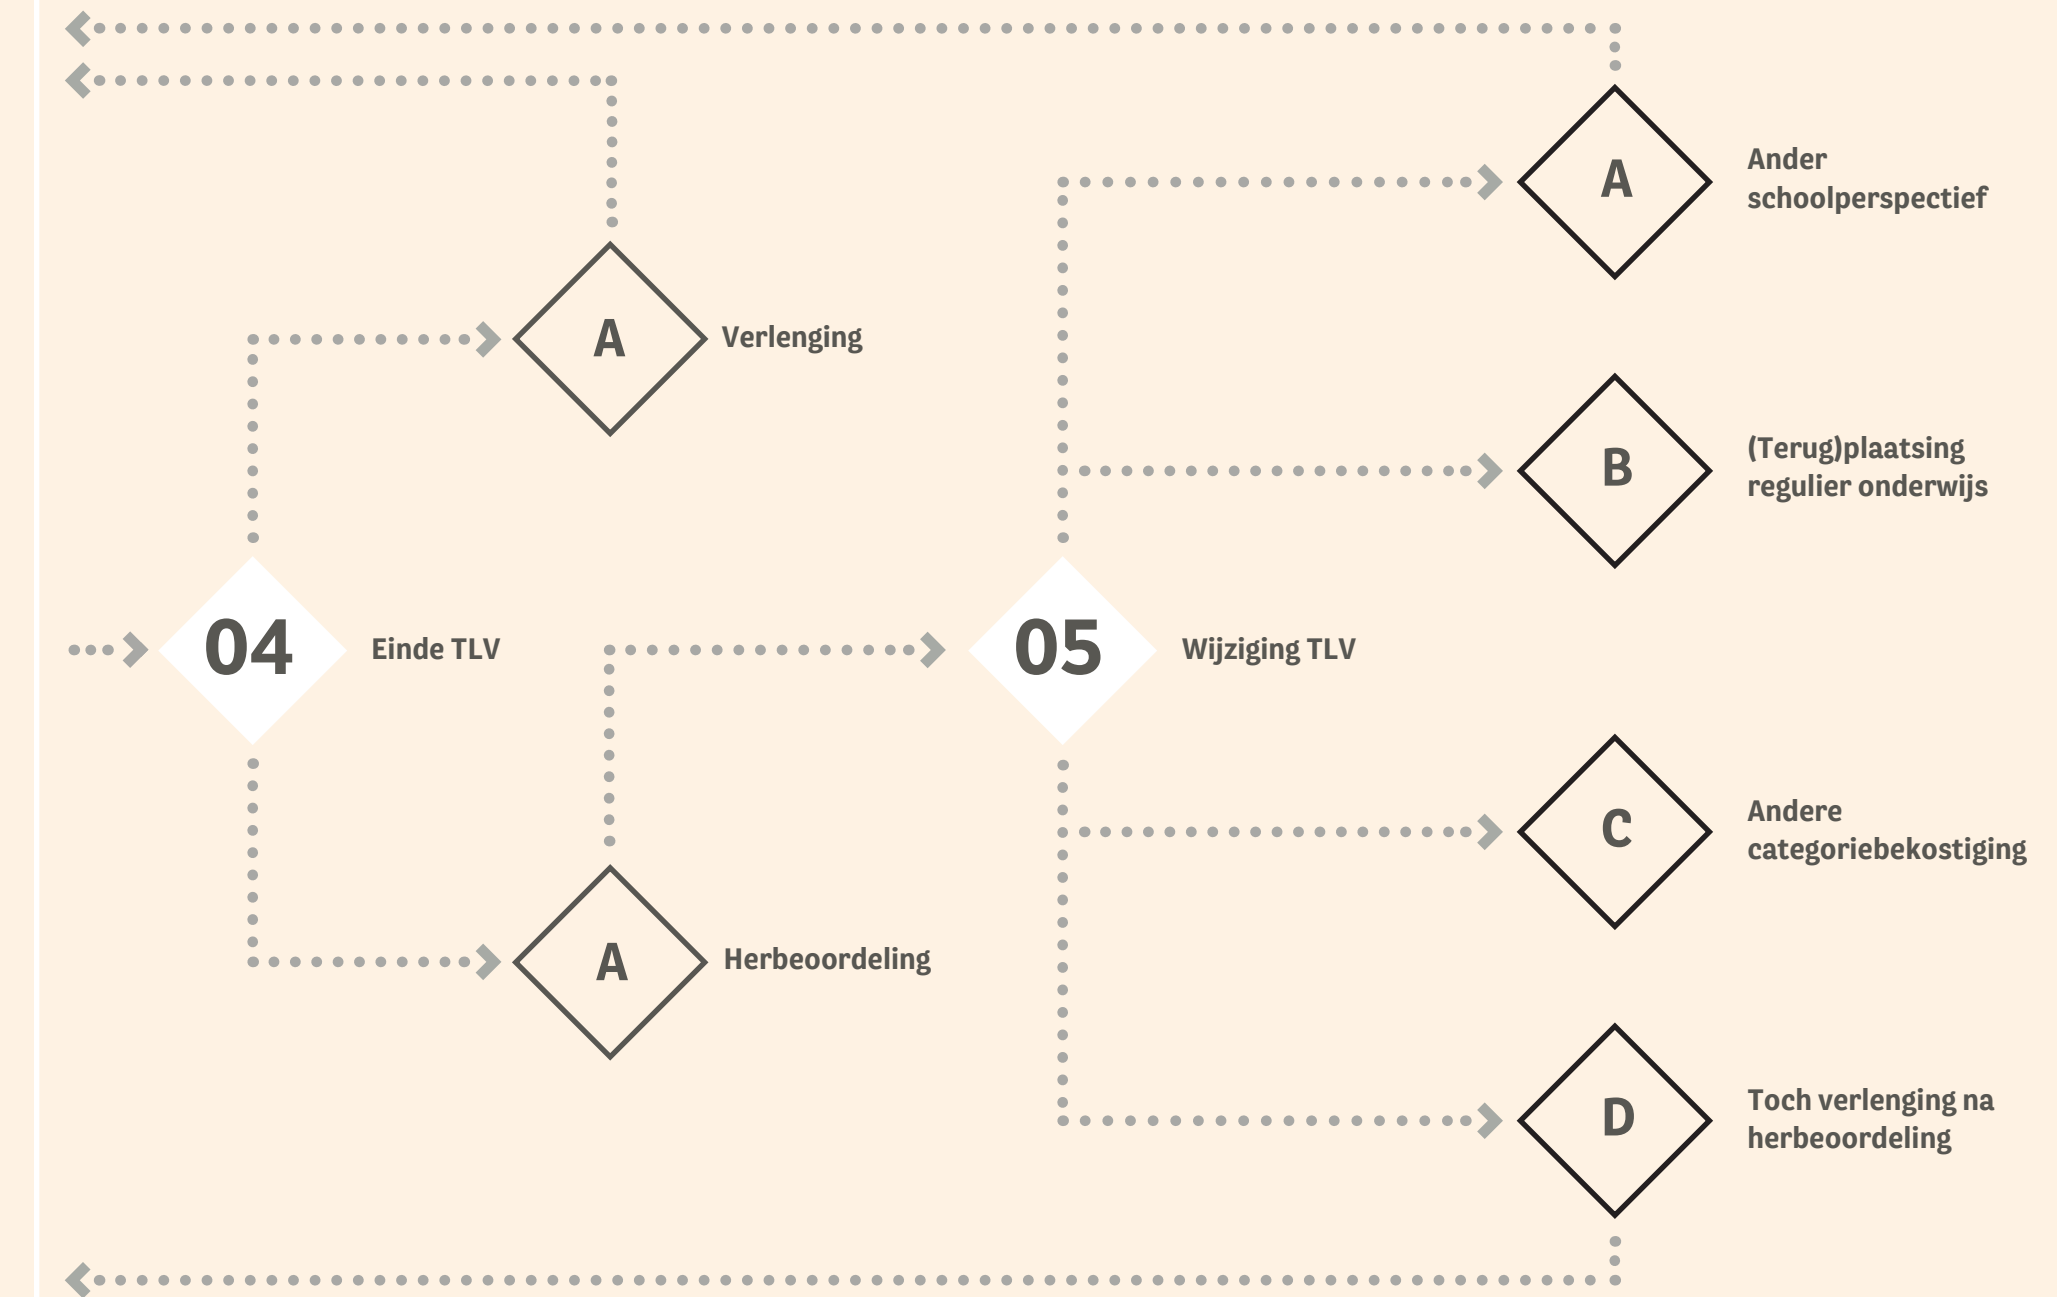 A
Ander
schoolperspectief
A
Verlenging
B
(Terug)plaatsing
regulier onderwijs
04
Einde TLV
05
Wijziging TLV
C
Andere
categoriebekostiging
A
Herbeoordeling
D
Toch verlenging na
herbeoordeling